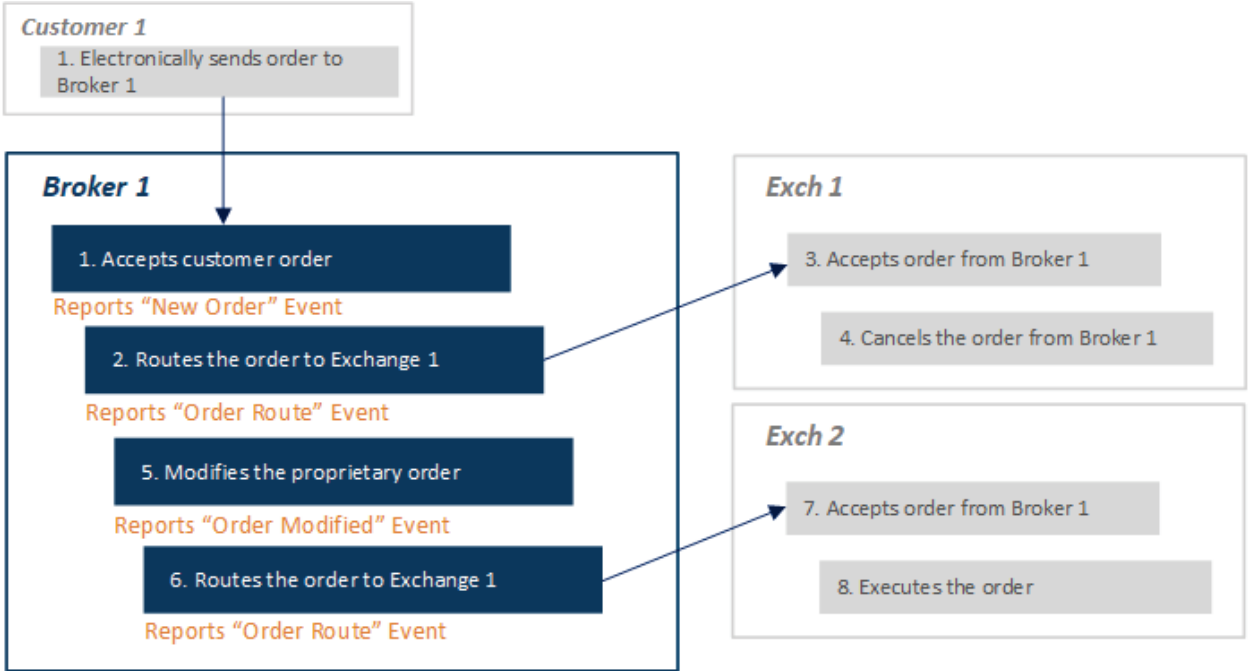 Customer 1
1. Electronically sends order to
Broker 1
Broker 1
1. Accepts customer order
Reports “New Order” Event
2. Routes the order to Exchange 1
Reports “Order Route” Event
5. Modifies the proprietary order
Reports “Order Modified” Event
6. Routes the order to Exchange 1
Reports “Order Route” Event
Exch 1
3. Accepts order from Broker 1
4. Cancels the order from Broker 1
Exch 2
7. Accepts order from Broker 1
8. Executes the order